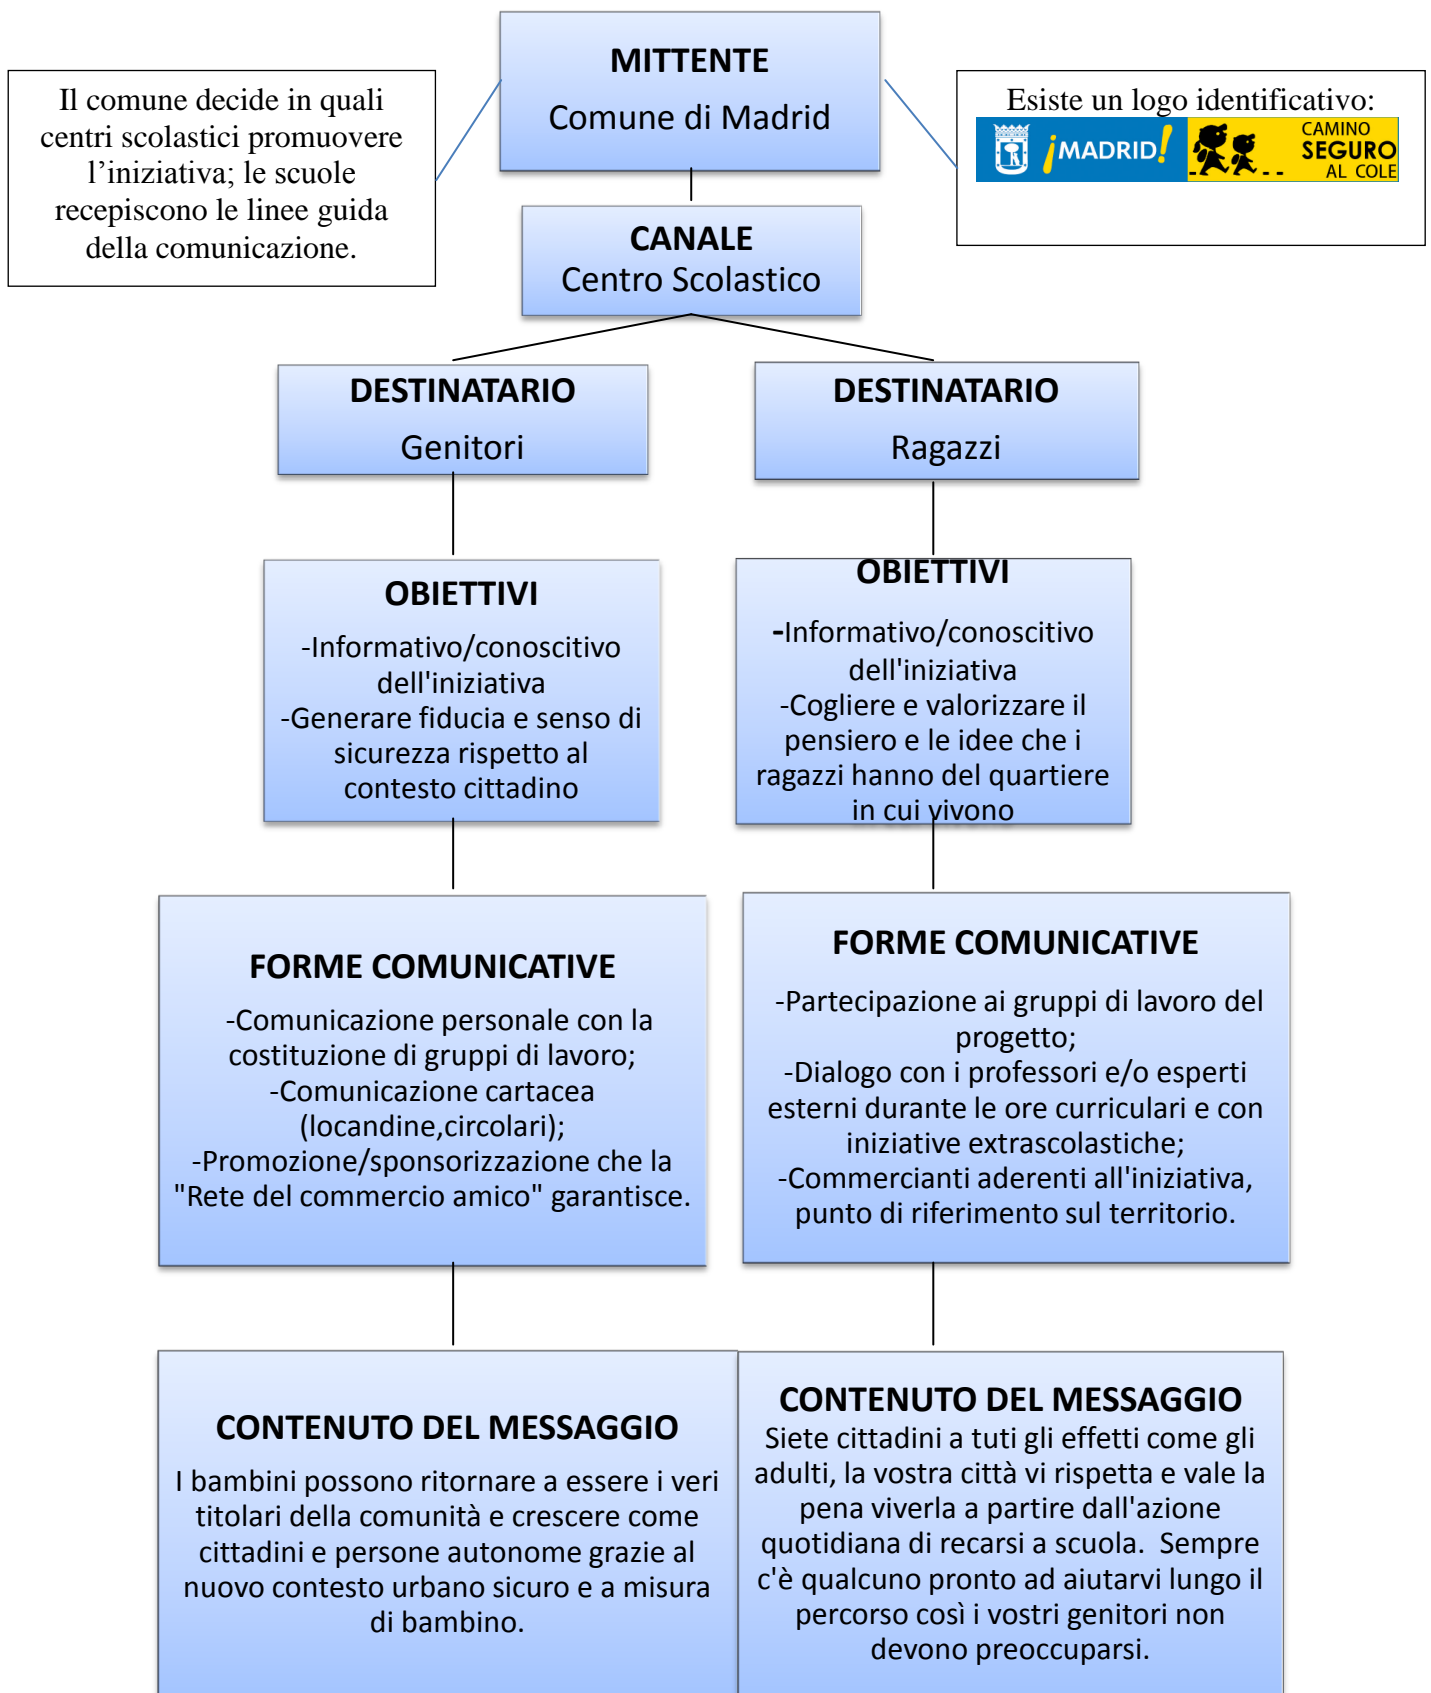 MITTENTE
Comune di Madrid
Il comune decide in quali
centri scolastici promuovere
l’iniziativa; le scuole
recepiscono le linee guida
della comunicazione.
Esiste un logo identificativo:
¡MADRID!
CAMINO
SEGURO
AL COLE
CANALE
Centro Scolastico
DESTINATARIO
Genitori
DESTINATARIO
Ragazzi
OBIETTIVI
-Informativo/conoscitivo
dell'iniziativa
-Generare fiducia e senso di
sicurezza rispetto al
contesto cittadino
OBIETTIVI
-Informativo/conoscitivo
dell'iniziativa
-Cogliere e valorizzare il
pensiero e le idee che i
ragazzi hanno del quartiere
in cui vivono
FORME COMUNICATIVE
-Comunicazione personale con la
costituzione di gruppi di lavoro;
-Comunicazione cartacea
(locandine,circolari);
-Promozione/sponsorizzazione che la
"Rete del commercio amico" garantisce.
FORME COMUNICATIVE
-Partecipazione ai gruppi di lavoro del
progetto;
-Dialogo con i professori e/o esperti
esterni durante le ore curriculari e con
iniziative extrascolastiche;
-Commercianti aderenti all'iniziativa,
punto di riferimento sul territorio.
CONTENUTO DEL MESSAGGIO
I bambini possono ritornare a essere i veri
titolari della comunità e crescere come
cittadini e persone autonome grazie al
nuovo contesto urbano sicuro e a misura
di bambino.
CONTENUTO DEL MESSAGGIO
Siete cittadini a tuti gli effetti come gli
adulti, la vostra città vi rispetta e vale la
pena viverla a partire dall'azione
quotidiana di recarsi a scuola.  Sempre
c'è qualcuno pronto ad aiutarvi lungo il
percorso così i vostri genitori non
devono preoccuparsi.